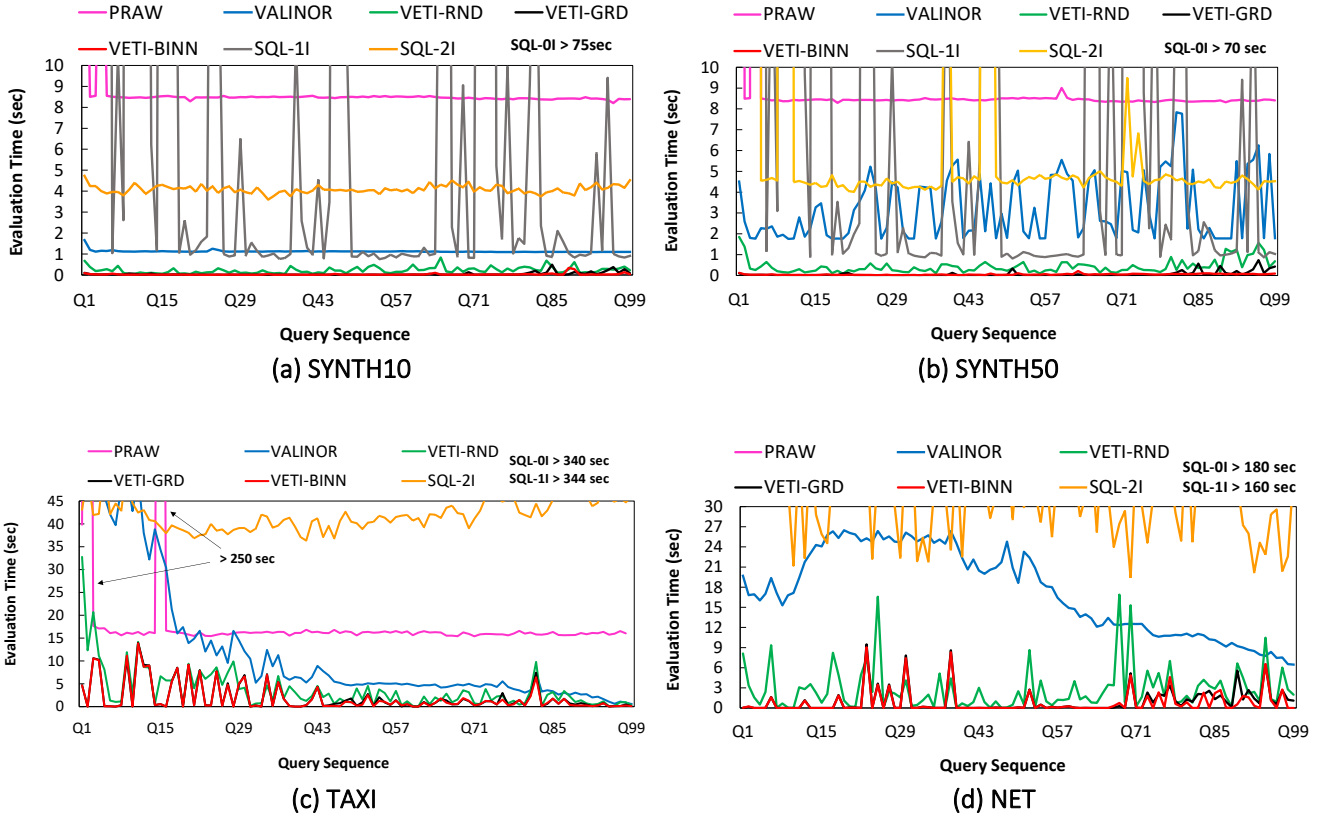 PRAW VALINOR VETI-RND VETI-GRD
VETI-BINN SQL-1I SQL-2I SQL-0I > 75sec
Evaluation Time (sec)
10
9
8
7
6
5
4
3
2
1
0
Q1 Q15 Q29 Q43 Q57 Q71 Q85 Q99
Query Sequence
(a) SYNTH10
PRAW VALINOR VETI-RND VETI-GRD
VETI-BINN SQL-1I SQL-2I SQL-0I > 70 sec
Evaluation Time (sec)
10
9
8
7
6
5
4
3
2
1
0
Q1 Q15 Q29 Q43 Q57 Q71 Q85 Q99
Query Sequence
(b) SYNTH50
PRAW VALINOR VETI-RND
VETI-GRD VETI-BINN SQL-2I
SQL-0I > 340 sec
SQL-1I > 344 sec
Evaluation Time (sec)
45
40
35
30
25
20
15
10
5
0
> 250 sec
Q1 Q15 Q29 Q43 Q57 Q71 Q85 Q99
Query Sequence
(c) TAXI
PRAW VALINOR VETI-RND
VETI-GRD VETI-BINN SQL-2I
SQL-0I > 180 sec
SQL-1I > 160 sec
Evaluation Time (sec)
30
27
24
21
18
15
12
9
6
3
0
Q1 Q15 Q29 Q43 Q57 Q71 Q85 Q99
Query Sequence
(d) NET